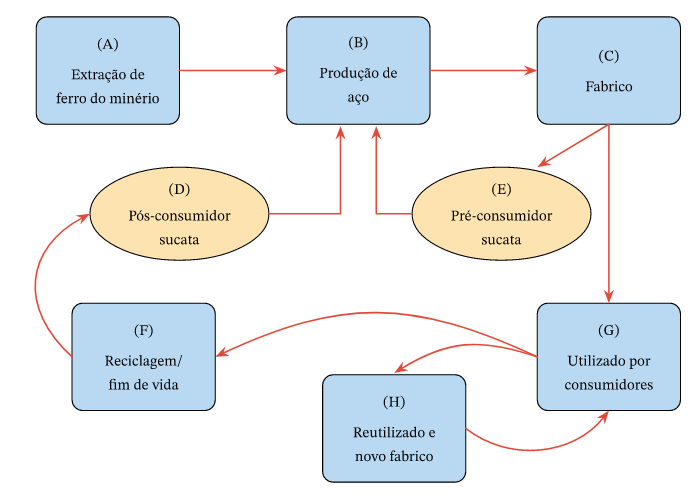 (A)
Extração de
ferro do minério
(B)
Produção de
aço
(C)
Fabrico
(D)
Pós-consumidor
sucata
(E)
Pré-consumidor
sucata
(F)
Reciclagem/
fim de vida
(G)
Utilizado por
consumidores
(H)
Reutilizado e
novo fabrico